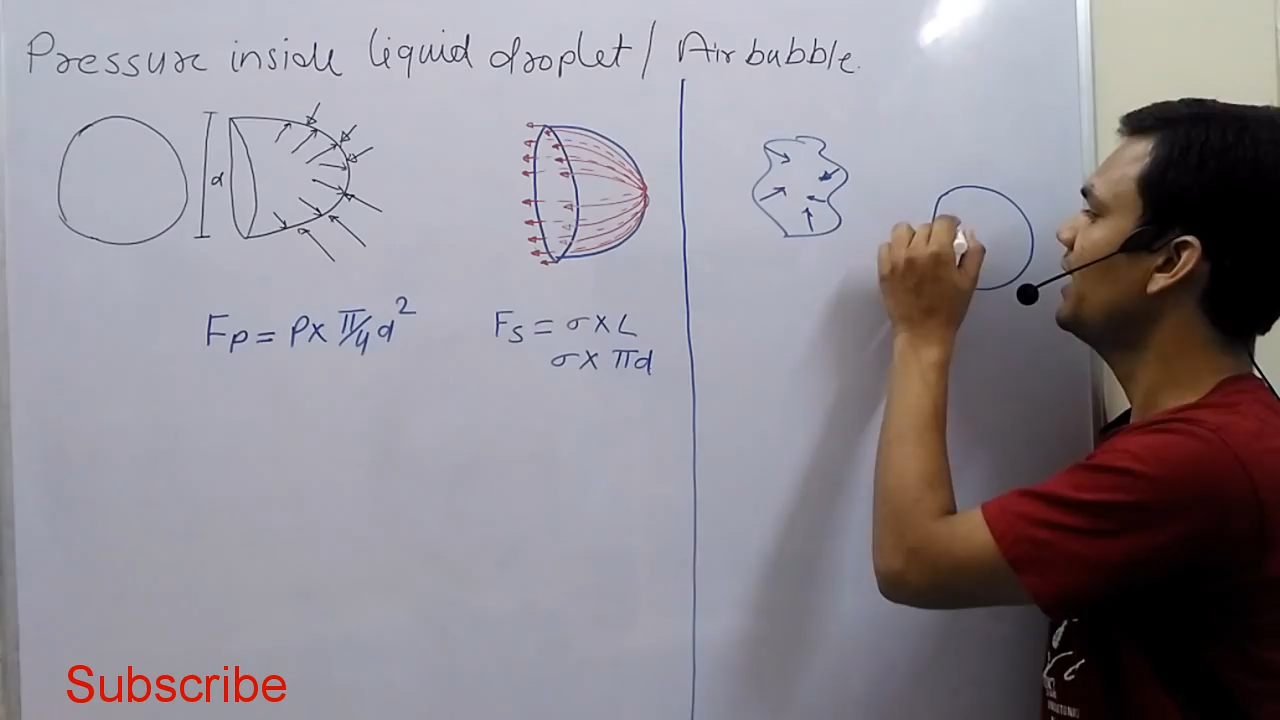 Pressure inside liquid droplet / Air bubble.
d
Fp = P x π/4 d²
Fs = σ x L
σ x πd
Subscribe